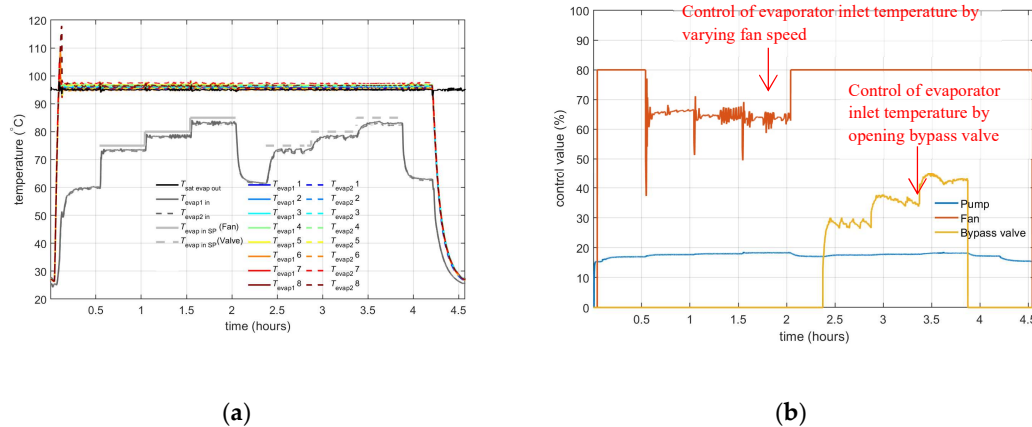 120
110
100
90
80
70
60
50
40
30
20
temperature (°C)
T sat evap out
T evap1 in
T evap2 in
T evap in SP (Fan)
T evap in SP (Valve)
T evap1 1
T evap1 2
T evap1 3
T evap1 4
T evap1 5
T evap1 6
T evap1 7
T evap1 8
T evap2 1
T evap2 2
T evap2 3
T evap2 4
T evap2 5
T evap2 6
T evap2 7
T evap2 8
0.5 1 1.5 2 2.5 3 3.5 4 4.5
time (hours)
(a)
100
90
80
70
60
50
40
30
20
10
0
control value (%)
Control of evaporator inlet temperature by
varying fan speed
Control of evaporator
inlet temperature by
opening bypass valve
Pump
Fan
Bypass valve
0.5 1 1.5 2 2.5 3 3.5 4 4.5
time (hours)
(b)